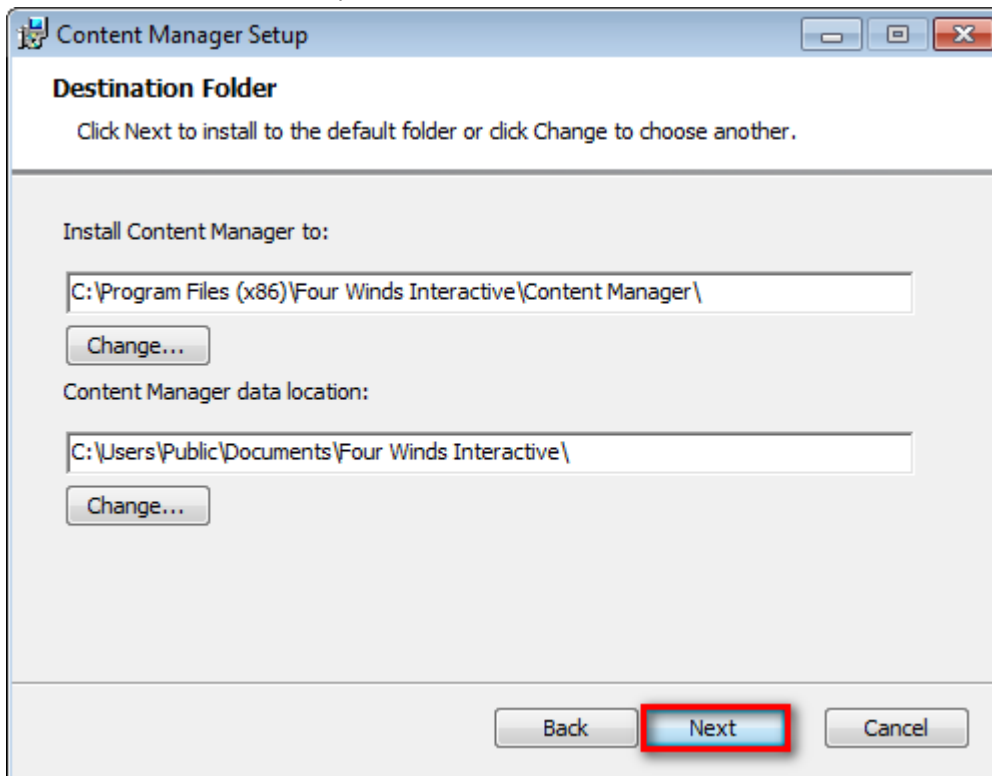 Content Manager Setup
Destination Folder
Click Next to install to the default folder or click Change to choose another.
Install Content Manager to:
C:\Program Files (x86)\Four Winds Interactive\Content Manager\
Change...
Content Manager data location:
C:\Users\Public\Documents\Four Winds Interactive\
Change...
Back Next Cancel